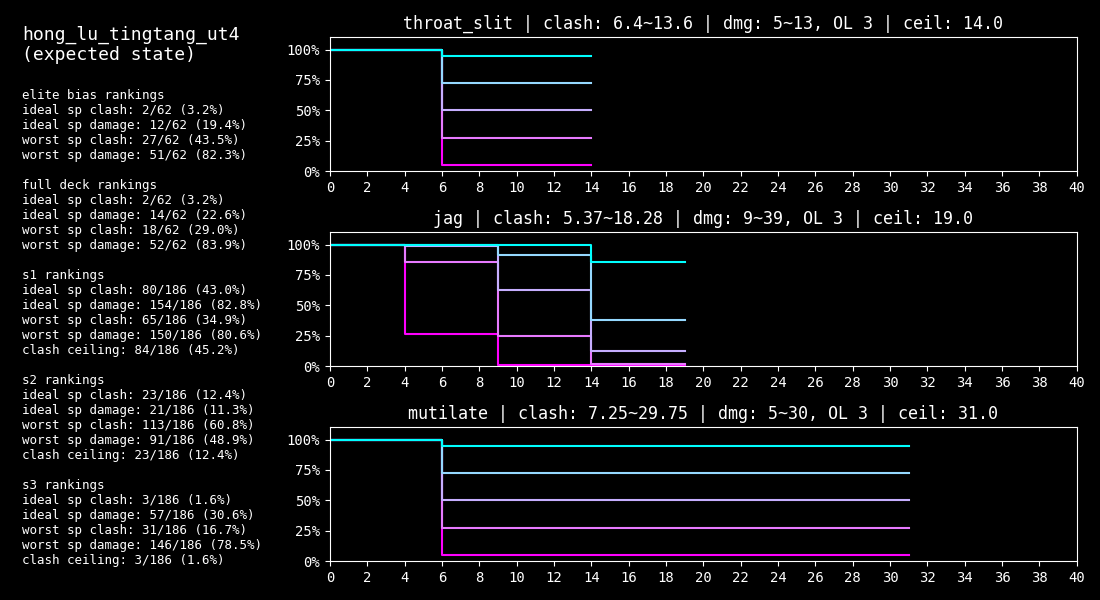 hong_lu_tingtang_ut4
(expected state)
elite bias rankings
ideal sp clash: 2/62 (3.2%)
ideal sp damage: 12/62 (19.4%)
worst sp clash: 27/62 (43.5%)
worst sp damage: 51/62 (82.3%)
full deck rankings
ideal sp clash: 2/62 (3.2%)
ideal sp damage: 14/62 (22.6%)
worst sp clash: 18/62 (29.0%)
worst sp damage: 52/62 (83.9%)
s1 rankings
ideal sp clash: 80/186 (43.0%)
ideal sp damage: 154/186 (82.8%)
worst sp clash: 65/186 (34.9%)
worst sp damage: 150/186 (80.6%)
clash ceiling: 84/186 (45.2%)
s2 rankings
ideal sp clash: 23/186 (12.4%)
ideal sp damage: 21/186 (11.3%)
worst sp clash: 113/186 (60.8%)
worst sp damage: 91/186 (48.9%)
clash ceiling: 23/186 (12.4%)
s3 rankings
ideal sp clash: 3/186 (1.6%)
ideal sp damage: 57/186 (30.6%)
worst sp clash: 31/186 (16.7%)
worst sp damage: 146/186 (78.5%)
clash ceiling: 3/186 (1.6%)
throat_slit | clash: 6.4~13.6 | dmg: 5~13, OL 3 | ceil: 14.0
100%
75%
50%
25%
0%
0 2 4 6 8 10 12 14 16 18 20 22 24 26 28 30 32 34 36 38 40
jag | clash: 5.37~18.28 | dmg: 9~39, OL 3 | ceil: 19.0
100%
75%
50%
25%
0%
0 2 4 6 8 10 12 14 16 18 20 22 24 26 28 30 32 34 36 38 40
mutilate | clash: 7.25~29.75 | dmg: 5~30, OL 3 | ceil: 31.0
100%
75%
50%
25%
0%
0 2 4 6 8 10 12 14 16 18 20 22 24 26 28 30 32 34 36 38 40